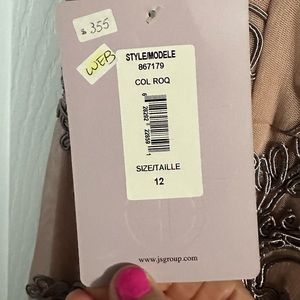 $ 355
WEB
STYLE/MODELE
867179
COL ROQ
SIZE/TAILLE
12
www.jsgroup.com